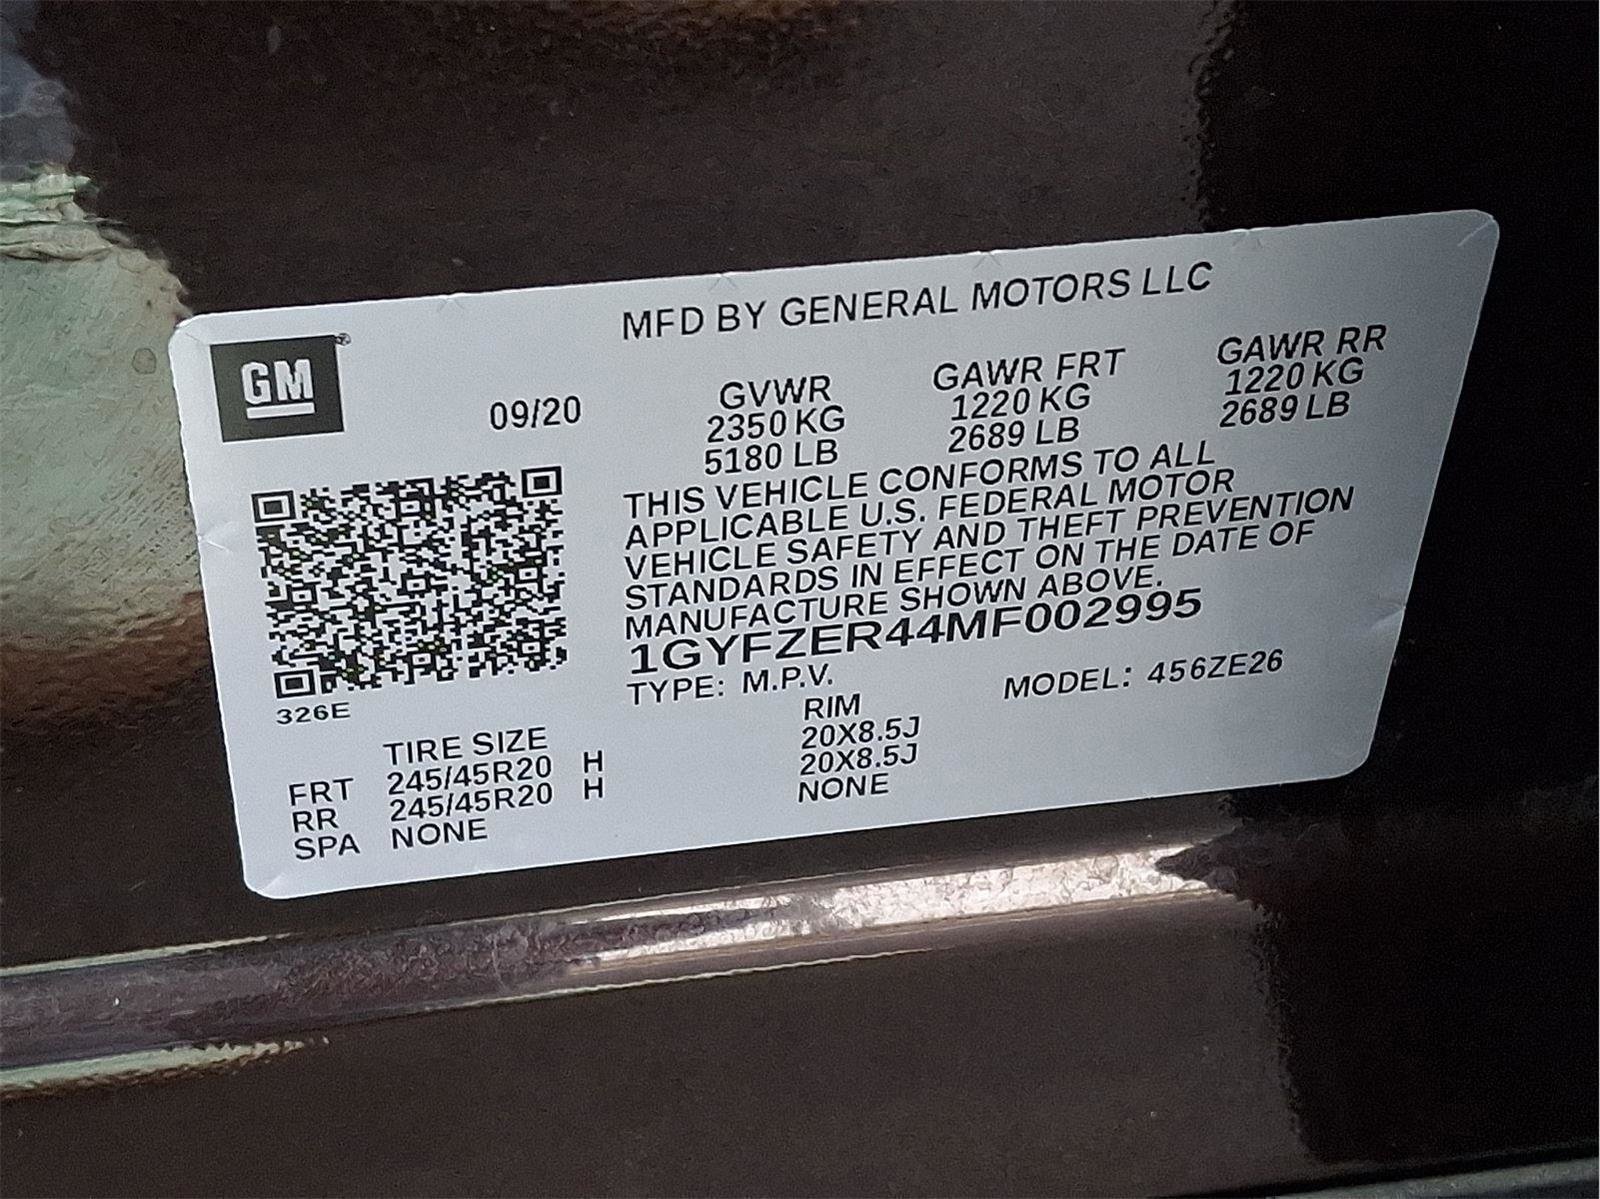 MFD BY GENERAL MOTORS LLC
GM
09/20
GVWR GAWR FRT GAWR RR
2350 KG 1220 KG 1220 KG
5180 LB 2689 LB 2689 LB
THIS VEHICLE CONFORMS TO ALL
APPLICABLE U.S. FEDERAL MOTOR
VEHICLE SAFETY AND THEFT PREVENTION
STANDARDS IN EFFECT ON THE DATE OF
MANUFACTURE SHOWN ABOVE.
1GYFZER44MF002995
TYPE: M.P.V. MODEL: 456ZE26
326E
TIRE SIZE RIM
FRT 245/45R20 H 20X8.5J
RR 245/45R20 H 20X8.5J
SPA NONE NONE